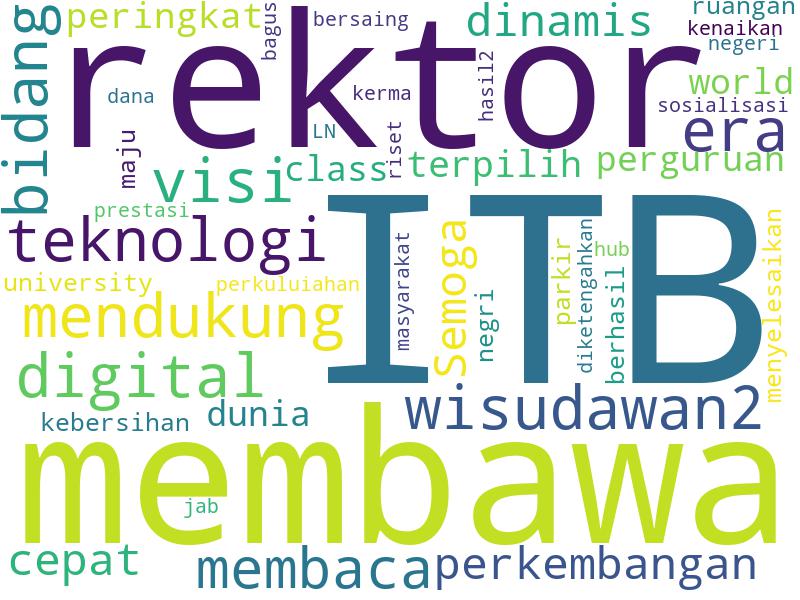 bidang
peringkat
bagus
bersaing
dinamis
ruangan
kenaikan
negeri
rektor
dana
kerma
hasil2
world
sosialisasi
LN
era
maju
riset
visi
class
terpilih
perguruan
prestasi
teknologi
ITB
masyarakat
Semoga
negri
parkir
diketengahkan
hub
berhasil
menyelesaikan
university
perkuluiahan
mendukung
digital
wisudawan2
kebersihan
dunia
membawa
jab
cepat
membaca
perkembangan